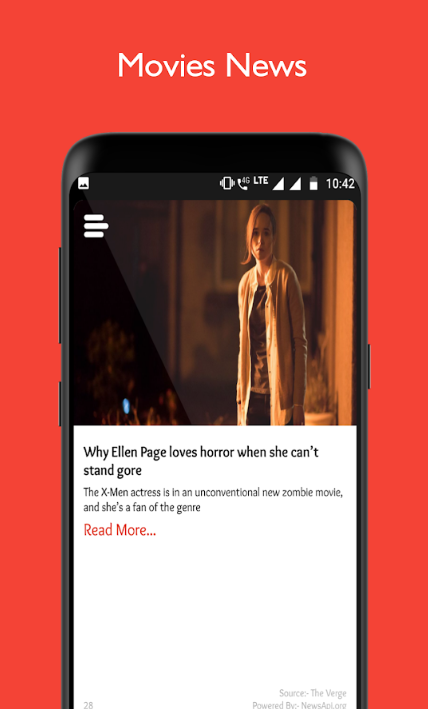 Movies News
4G LTE 10:42
Why Ellen Page loves horror when she can't
stand gore
The X-Men actress is in an unconventional new zombie movie,
and she's a fan of the genre
Read More...
Source:- The Verge
28 Powered By:- NewsApi.org